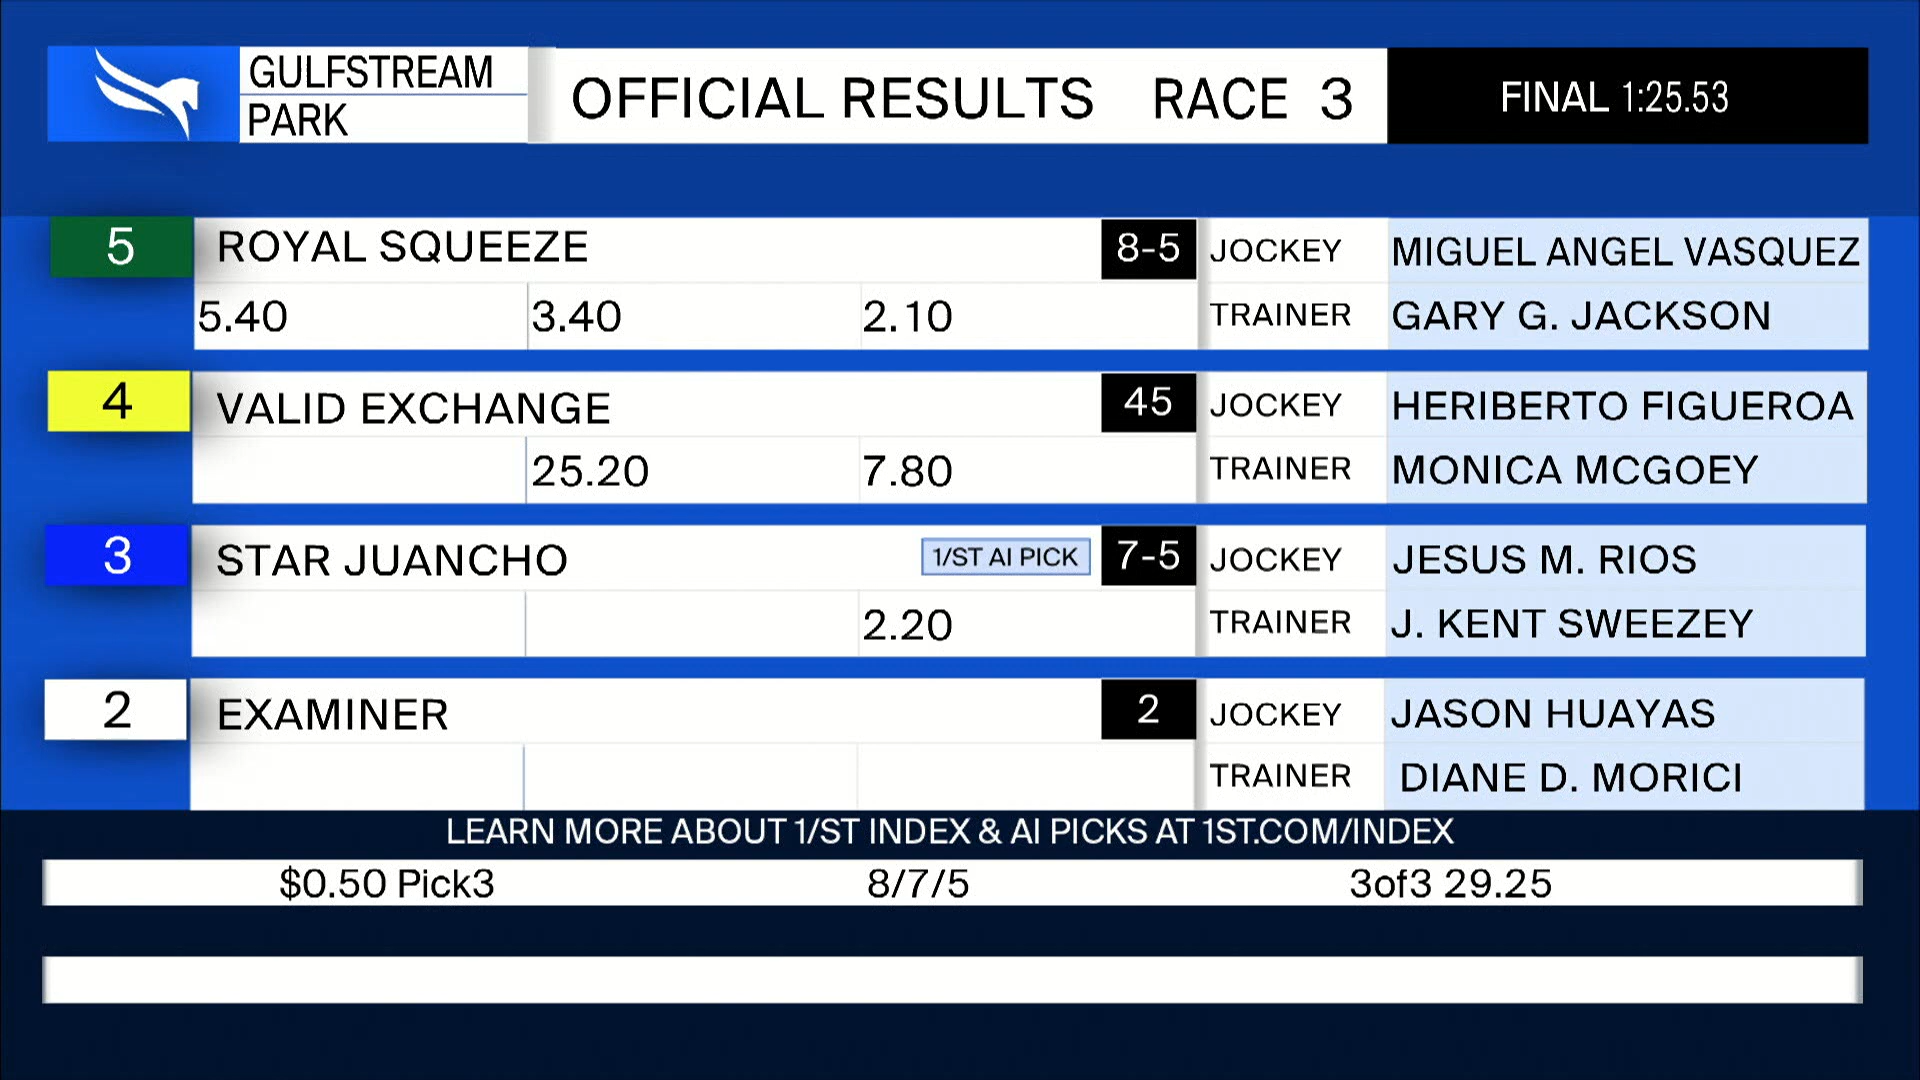 GULFSTREAM
PARK
OFFICIAL RESULTS RACE 3
FINAL 1:25.53
5 ROYAL SQUEEZE 8-5 JOCKEY MIGUEL ANGEL VASQUEZ
5.40 3.40 2.10 TRAINER GARY G. JACKSON
4 VALID EXCHANGE 45 JOCKEY HERIBERTO FIGUEROA
25.20 7.80 TRAINER MONICA MCGOEY
3 STAR JUANCHO 1/ST AI PICK 7-5 JOCKEY JESUS M. RIOS
2.20 TRAINER J. KENT SWEEZEY
2 EXAMINER 2 JOCKEY JASON HUAYAS
TRAINER DIANE D. MORICI
LEARN MORE ABOUT 1/ST INDEX & AI PICKS AT 1ST.COM/INDEX
$0.50 Pick3 8/7/5 3of3 29.25